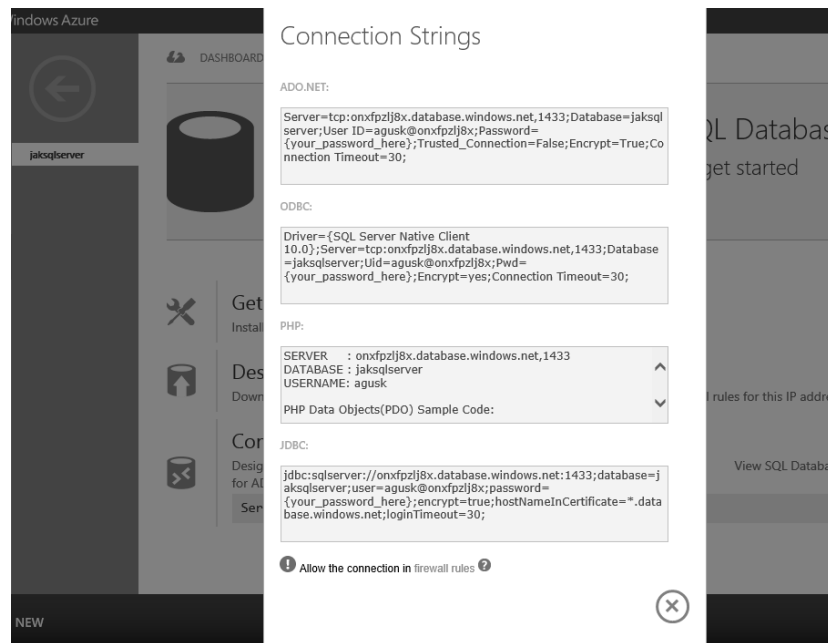 Windows Azure
DASHBOARD
jaksqlserver
QL Databas
get started
Get
Install
Des
Down
l rules for this IP addre
Con
Desig
for AD
View SQL Databa
Ser
NEW
Connection Strings
ADO.NET:
Server=tcp:onxfpzlj8x.database.windows.net,1433;Database=jaksql
server;User ID=agusk@onxfpzlj8x;Password=
{your_password_here};Trusted_Connection=False;Encrypt=True;Co
nnection Timeout=30;
ODBC:
Driver={SQL Server Native Client
10.0};Server=tcp:onxfpzlj8x.database.windows.net,1433;Database
=jaksqlserver;Uid=agusk@onxfpzlj8x;Pwd=
{your_password_here};Encrypt=yes;Connection Timeout=30;
PHP:
SERVER : onxfpzlj8x.database.windows.net,1433
DATABASE : jaksqlserver
USERNAME: agusk
PHP Data Objects(PDO) Sample Code:
JDBC:
jdbc:sqlserver://onxfpzlj8x.database.windows.net:1433;database=j
aksqlserver;user=agusk@onxfpzlj8x;password=
{your_password_here};encrypt=true;hostNameInCertificate=*.data
base.windows.net;loginTimeout=30;
Allow the connection in firewall rules